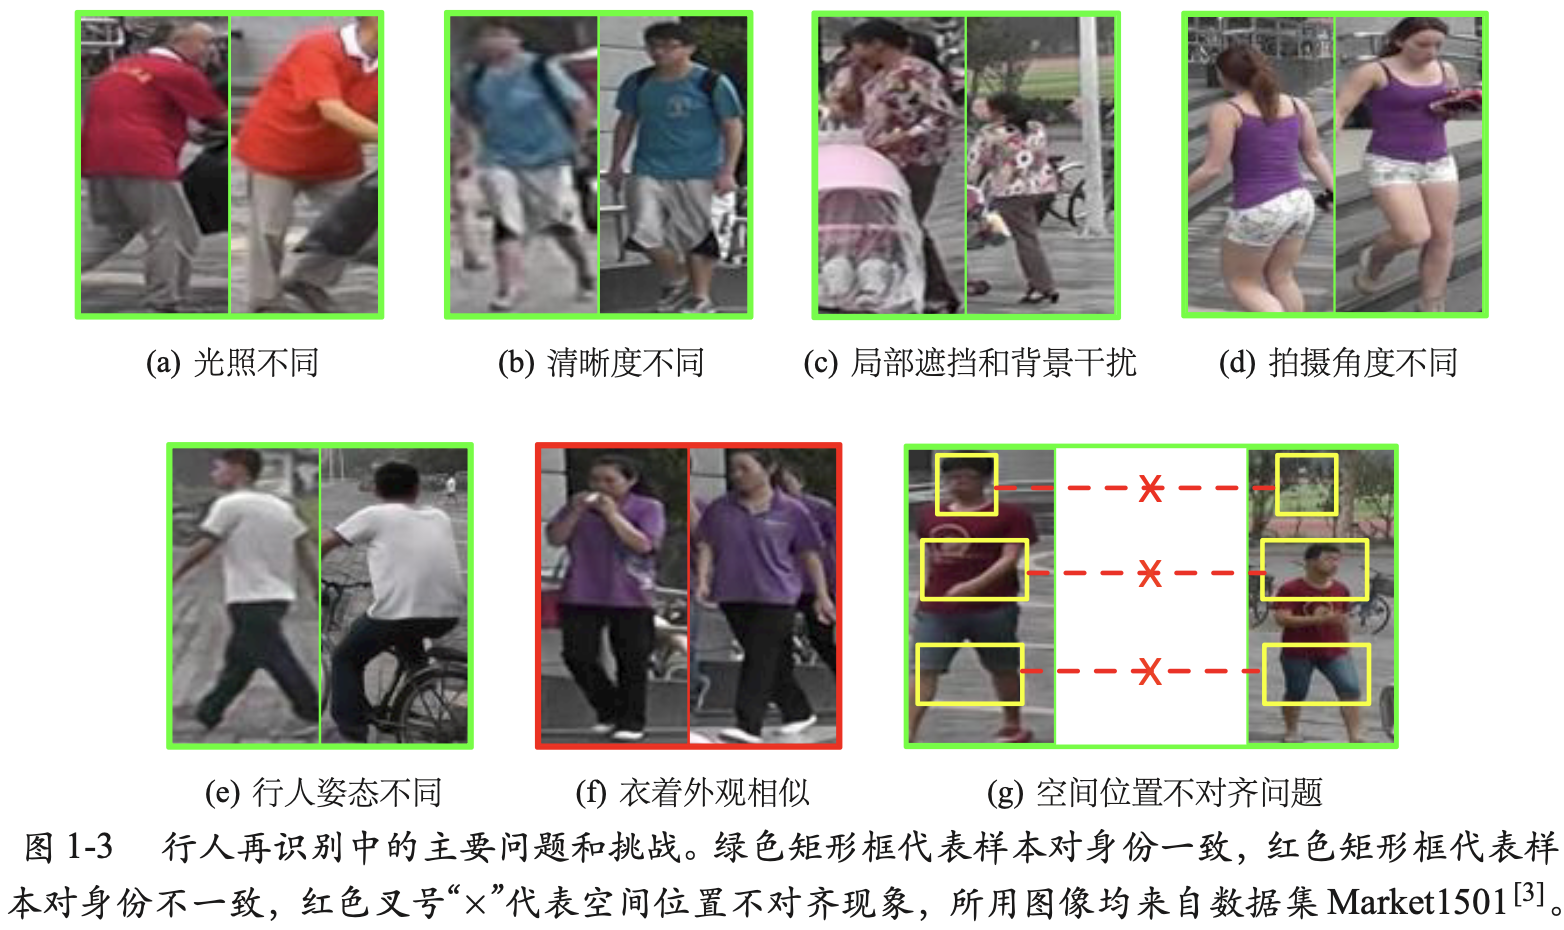 (a) 光照不同
(b) 清晰度不同
(c) 局部遮挡和背景干扰
(d) 拍摄角度不同
(e) 行人姿态不同
(f) 衣着外观相似
(g) 空间位置不对齐问题
图 1-3 行人再识别中的主要问题和挑战。绿色矩形框代表样本对身份一致，红色矩形框代表样
本对身份不一致，红色叉号“×”代表空间位置不对齐现象，所用图像均来自数据集 Market1501[3]。